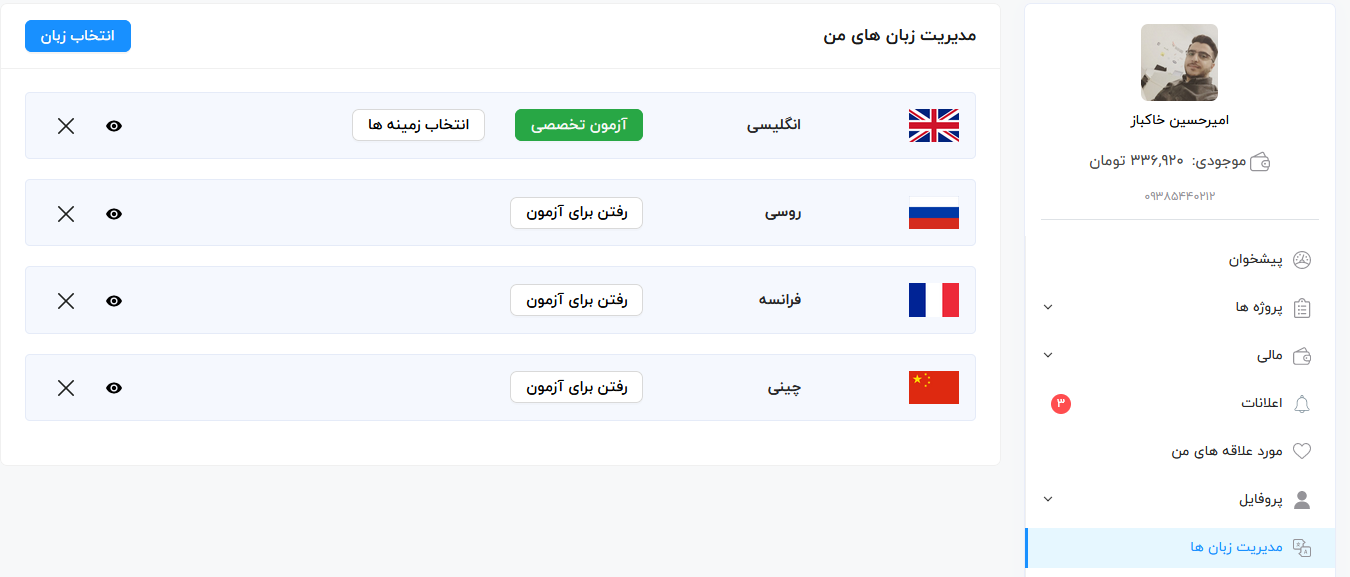 امیرحسین خاکباز
موجودی: ۳۳۶,۹۲۰ تومان
۰۹۳۸۵۴۴۰۲۱۲
پیشخوان
پروژه ها
مالی
اعلانات ۳
مورد علاقه های من
پروفایل
مدیریت زبان ها
مدیریت زبان های من
انتخاب زبان
انگلیسی آزمون تخصصی انتخاب زمینه ها
روسی رفتن برای آزمون
فرانسه رفتن برای آزمون
چینی رفتن برای آزمون